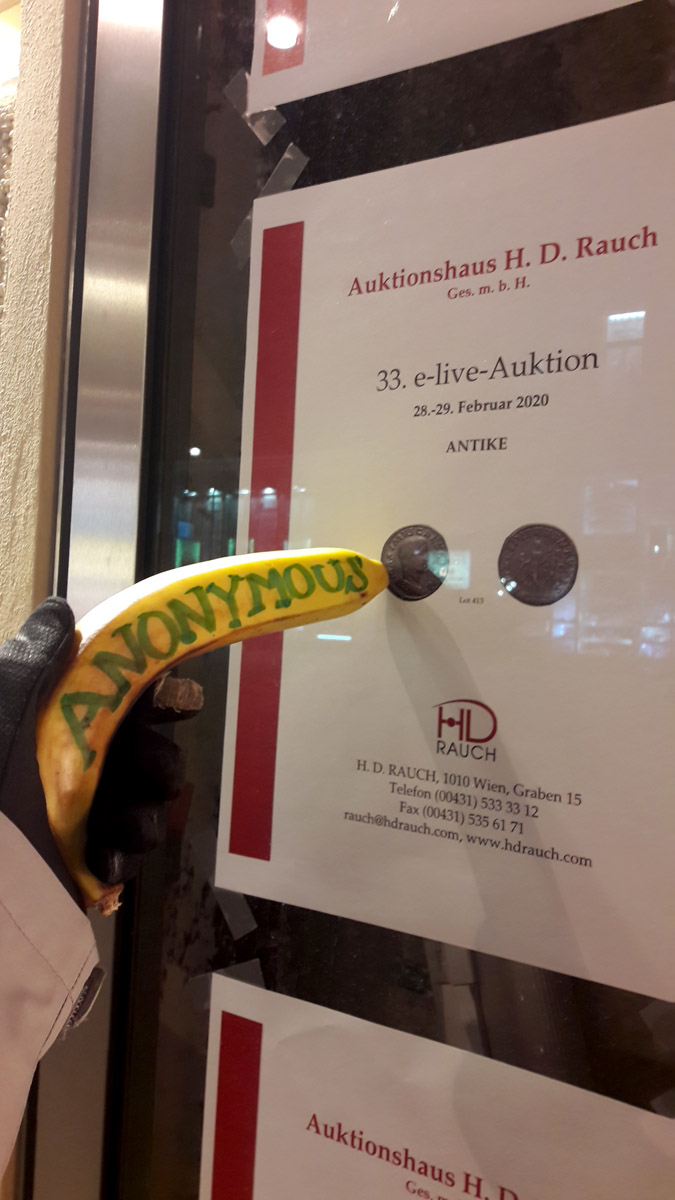 Auktionshaus H. D. Rauch
Ges. m. b. H.
33. e-live-Auktion
28.-29. Februar 2020
ANTIKE
ANONYMOUS
Lot 413
HD
RAUCH
H. D. RAUCH, 1010 Wien, Graben 15
Telefon (00431) 533 33 12
Fax (00431) 535 61 71
rauch@hdrauch.com, www.hdrauch.com
Auktionshaus H. D.
Ges. m